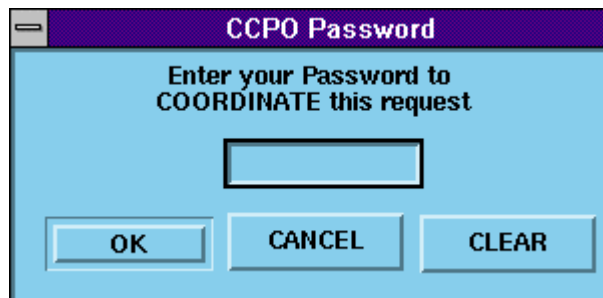 CCPO Password
Enter your Password to
COORDINATE this request
OK
CANCEL
CLEAR